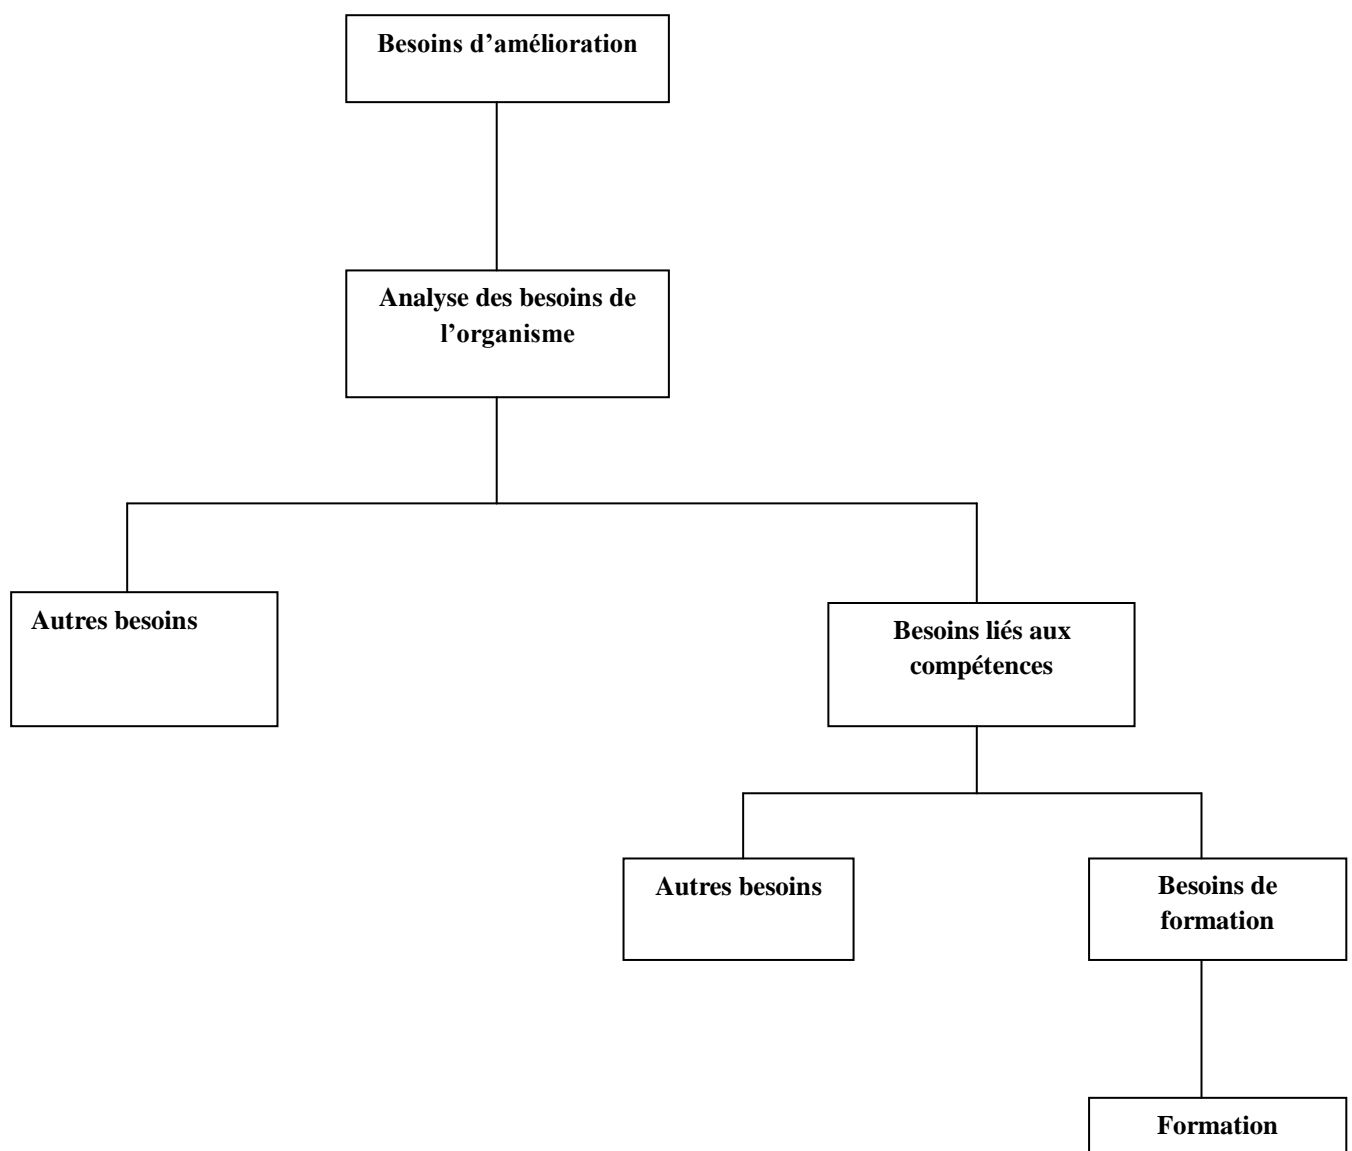 Besoins d’amélioration
Analyse des besoins de
l’organisme
Autres besoins
Besoins liés aux
compétences
Autres besoins
Besoins de
formation
Formation